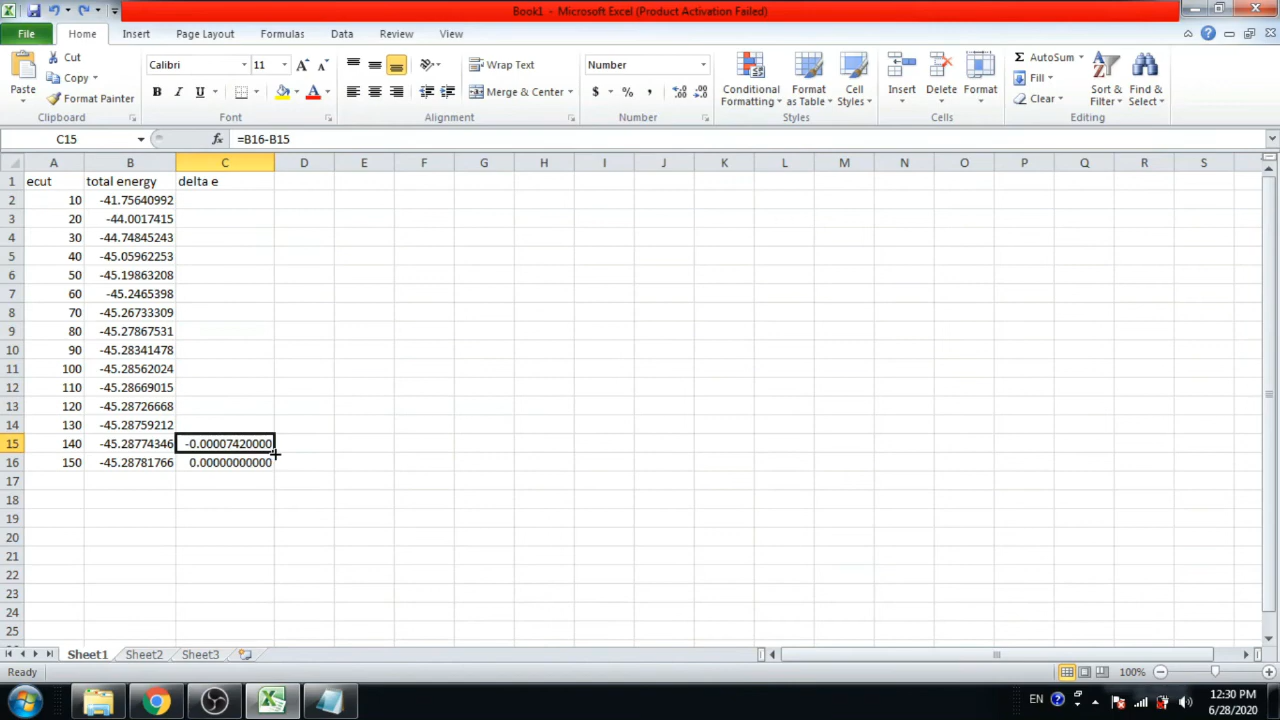 Book1 - Microsoft Excel (Product Activation Failed)
File Home Insert Page Layout Formulas Data Review View
Paste Cut Copy Format Painter Clipboard
Calibri 11 B I U A Font
Wrap Text Merge & Center Alignment
Number $ % , Number
Conditional Formatting Format as Table Cell Styles Styles
Insert Delete Format Cells
Σ AutoSum Fill Clear Sort & Filter Find & Select Editing
C15 fx =B16-B15
A B C D E F G H I J K L M N O P Q R S
1 ecut total energy delta e
2 10 -41.75640992
3 20 -44.0017415
4 30 -44.74845243
5 40 -45.05962253
6 50 -45.19863208
7 60 -45.2465398
8 70 -45.26733309
9 80 -45.27867531
10 90 -45.28341478
11 100 -45.28562024
12 110 -45.28669015
13 120 -45.28726668
14 130 -45.28759212
15 140 -45.28774346 -0.00007420000
16 150 -45.28781766 0.00000000000
17
18
19
20
21
22
23
24
25
Sheet1 Sheet2 Sheet3
Ready 100%
EN 12:30 PM
6/28/2020